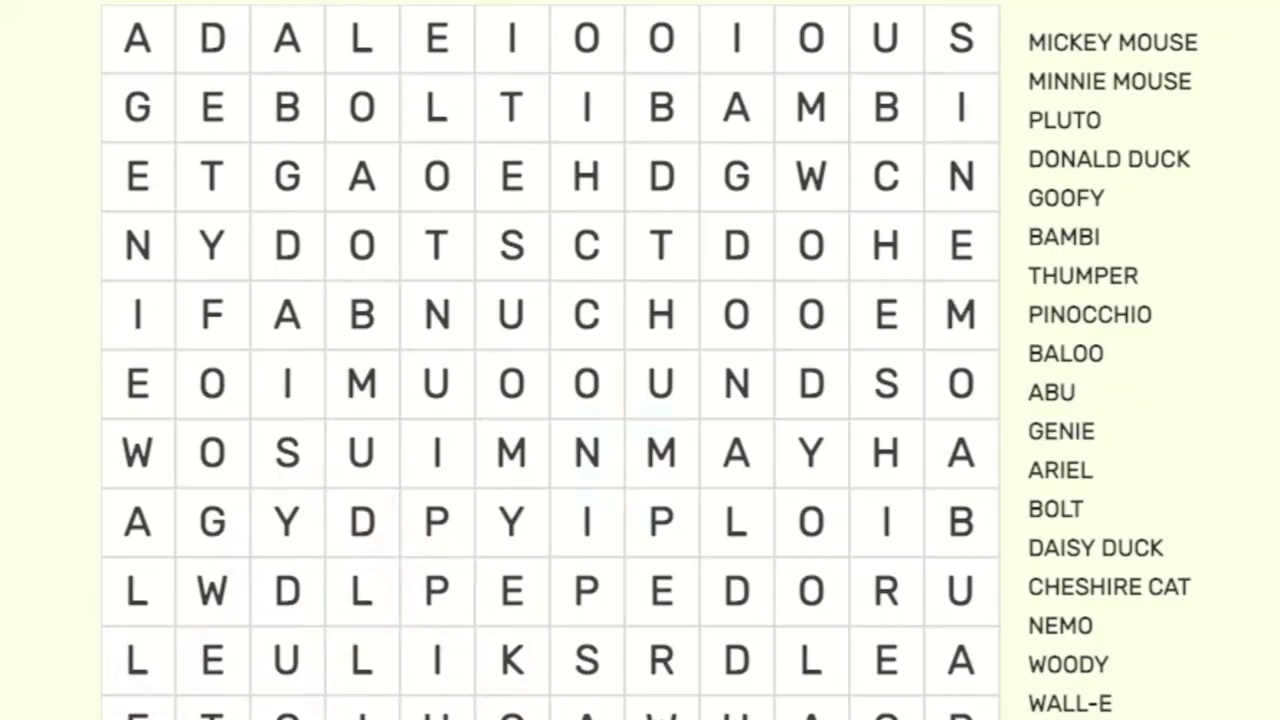 A D A L E I O O I O U S
G E B O L T I B A M B I
E T G A O E H D G W C N
N Y D O T S C T D O H E
I F A B N U C H O O E M
E O I M U O O U N D S O
W O S U I M N M A Y H A
A G Y D P Y I P L O I B
L W D L P E P E D O R U
L E U L I K S R D L E A
MICKEY MOUSE
MINNIE MOUSE
PLUTO
DONALD DUCK
GOOFY
BAMBI
THUMPER
PINOCCHIO
BALOO
ABU
GENIE
ARIEL
BOLT
DAISY DUCK
CHESHIRE CAT
NEMO
WOODY
WALL-E